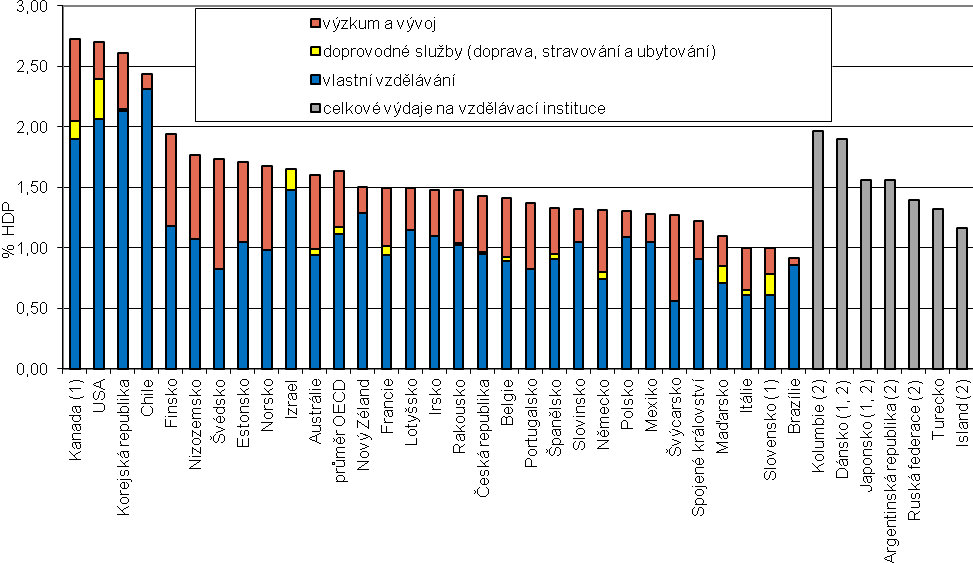 3,00
2,50
2,00
1,50
1,00
0,50
0,00
% HDP
výzkum a vývoj
doprovodné služby (doprava, stravování a ubytování)
vlastní vzdělávání
celkové výdaje na vzdělávací instituce
Kanada (1)
USA
Korejská republika
Chile
Finsko
Nizozemsko
Švédsko
Estonsko
Norsko
Izrael
Austrálie
průměr OECD
Nový Zéland
Francie
Lotyšsko
Irsko
Rakousko
Česká republika
Belgie
Portugalsko
Španělsko
Slovinsko
Německo
Polsko
Mexiko
Švýcarsko
Spojené království
Maďarsko
Itálie
Slovensko (1)
Brazílie
Kolumbie (2)
Dánsko (1, 2)
Japonsko (1, 2)
Argentinská republika (2)
Ruská federace (2)
Turecko
Island (2)